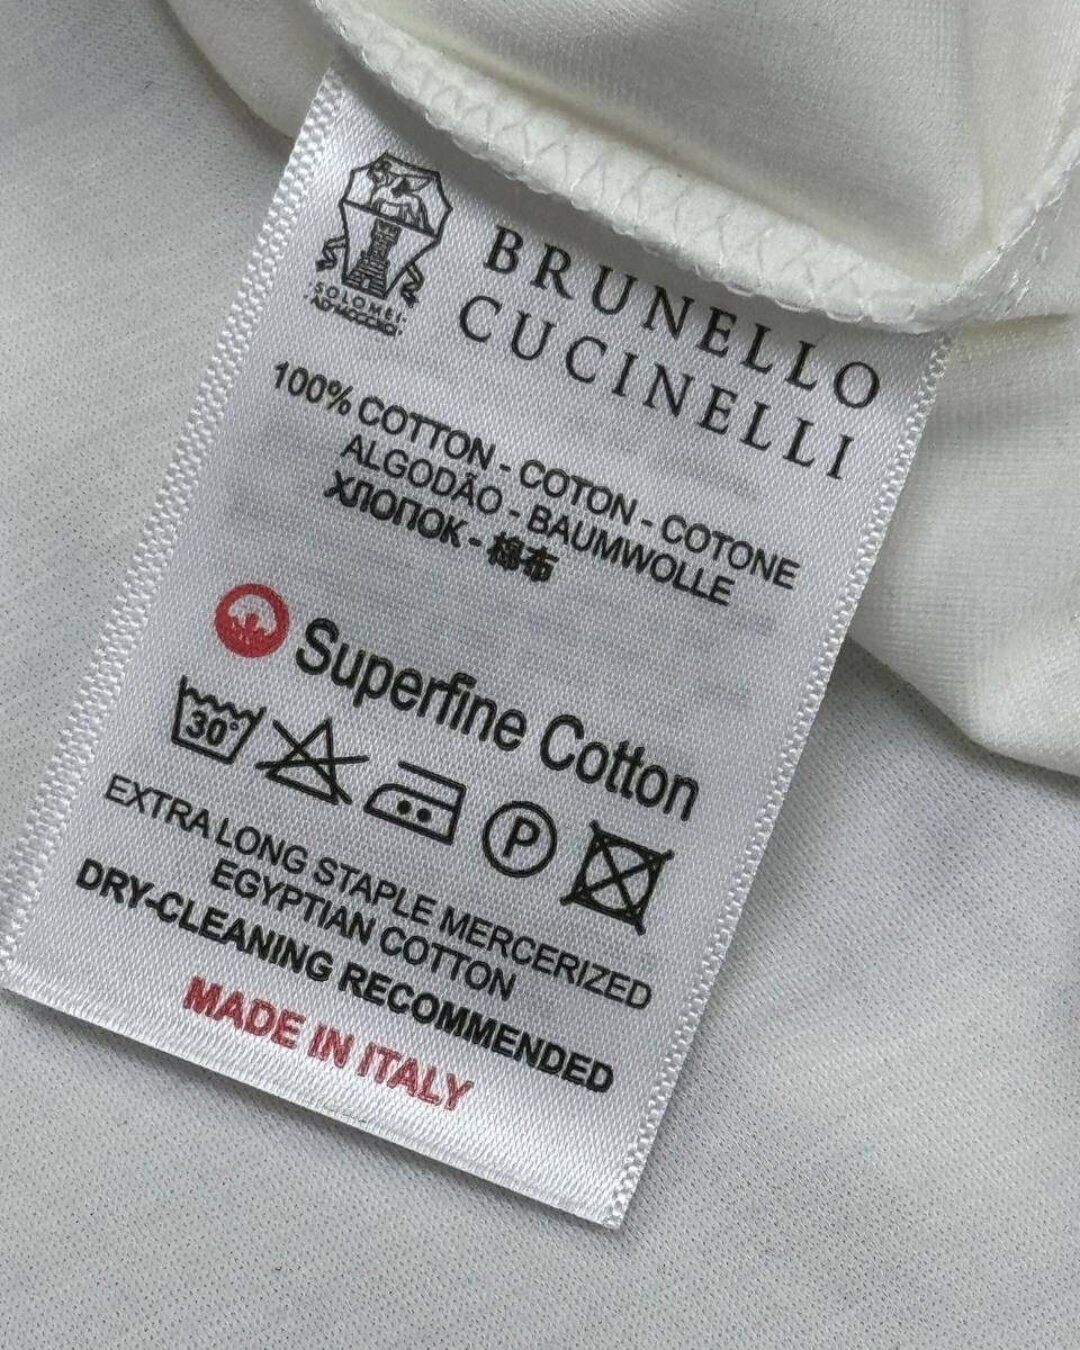 SOLOMEI
BRUNELLO
CUCINELLI
100% COTTON - COTON - COTONE
ALGODÃO - BAUMWOLLE
ХЛОПОК - 棉布
Superfine Cotton
30°
P
EXTRA LONG STAPLE MERCERIZED
EGYPTIAN COTTON
DRY-CLEANING RECOMMENDED
MADE IN ITALY